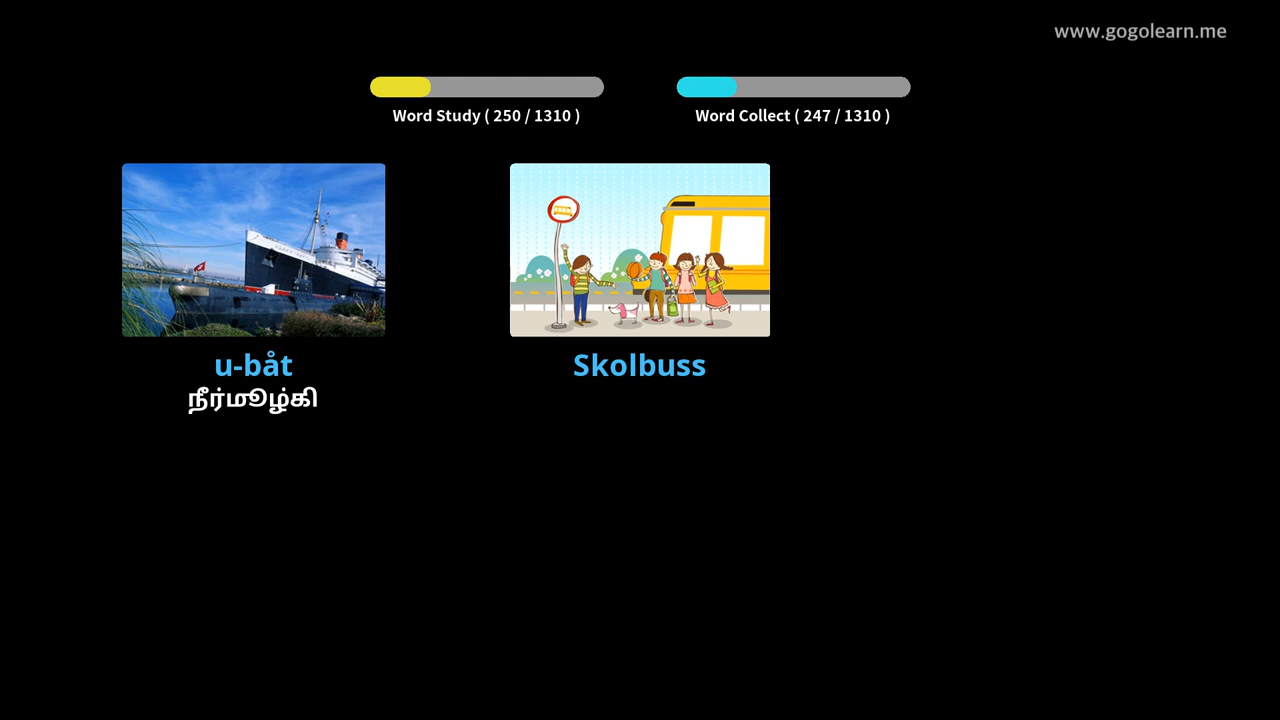 www.gogolearn.me
Word Study ( 250 / 1310 )
Word Collect ( 247 / 1310 )
u-båt
நீர்மூழ்கி
Skolbuss